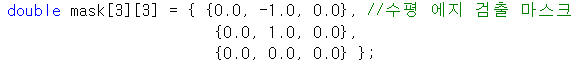 double mask[3][3] = { {0.0, -1.0, 0.0}, //수평 에지 검출 마스크
{0.0, 1.0, 0.0},
{0.0, 0.0, 0.0} };